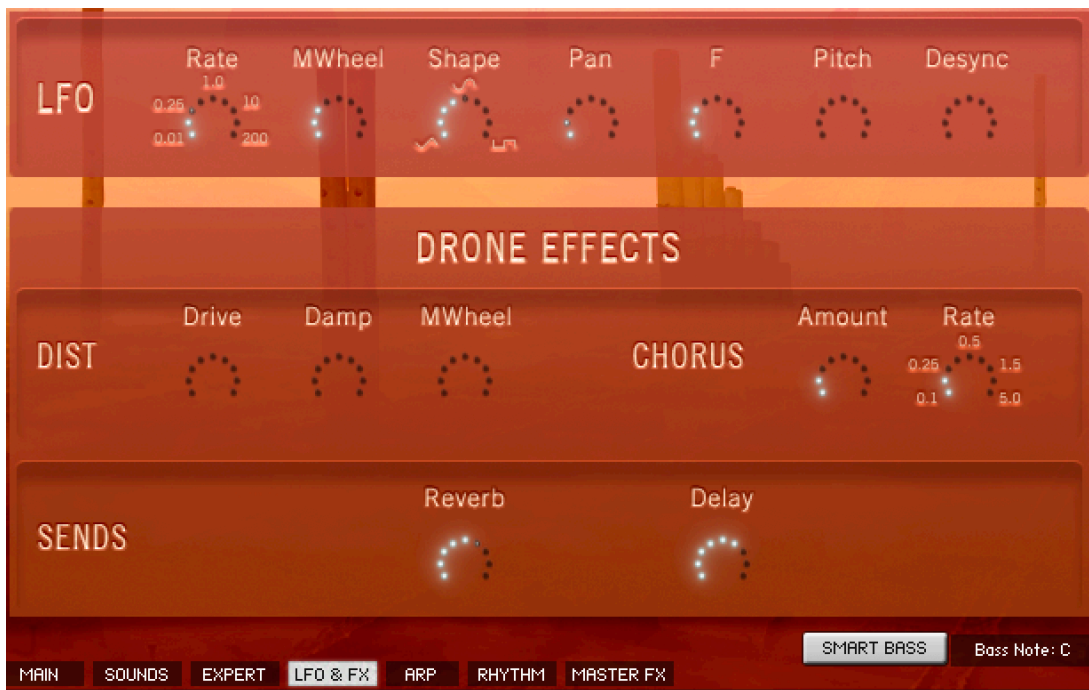 LFO
Rate MWheel Shape Pan F Pitch Desync
1.0
0.25 10
0.01 200
DRONE EFFECTS
DIST
Drive Damp MWheel
CHORUS
Amount Rate
0.5
0.25 1.5
0.1 5.0
SENDS
Reverb Delay
SMART BASS Bass Note: C
MAIN SOUNDS EXPERT LFO & FX ARP RHYTHM MASTER FX